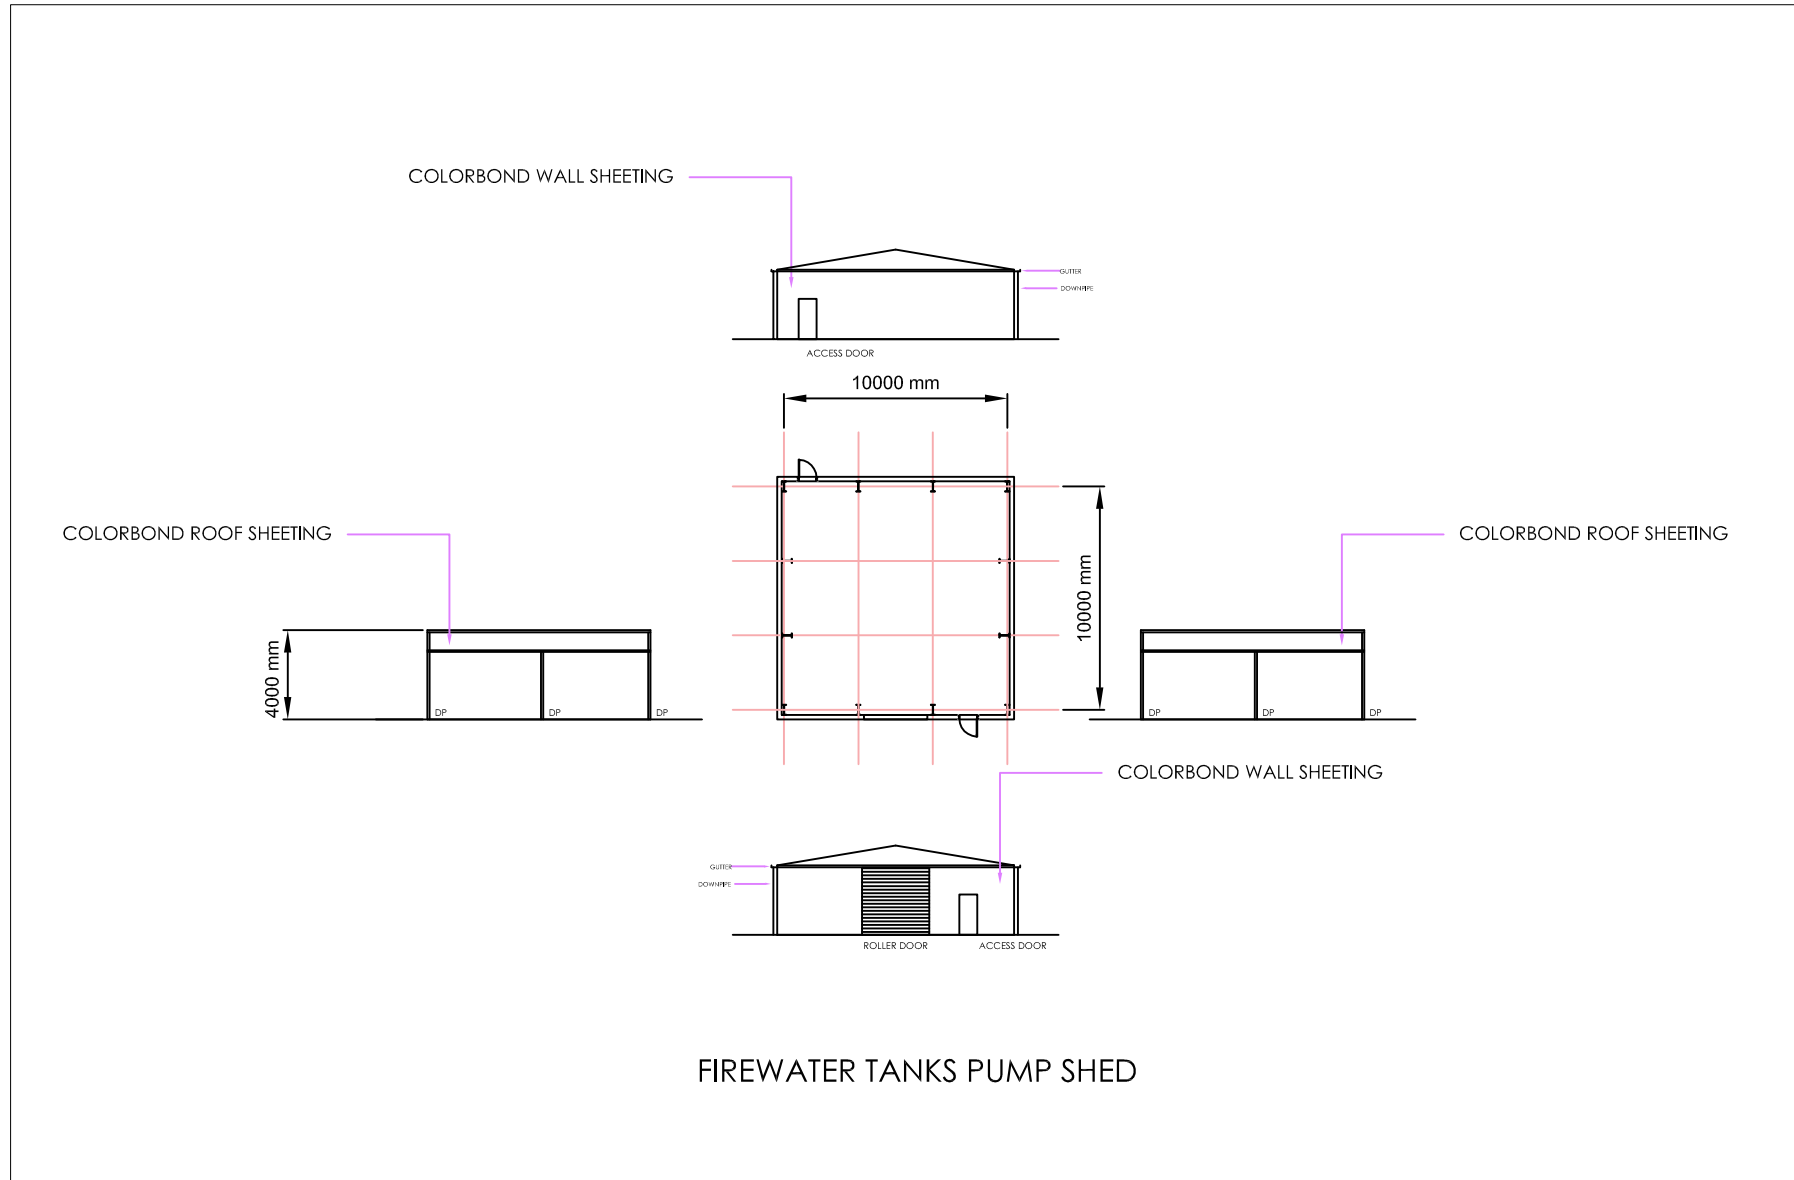 COLORBOND WALL SHEETING
GUTTER
DOWNPIPE
ACCESS DOOR
10000 mm
COLORBOND ROOF SHEETING
COLORBOND ROOF SHEETING
10000 mm
4000 mm
DP
DP
DP
DP
DP
DP
COLORBOND WALL SHEETING
GUTTER
DOWNPIPE
ROLLER DOOR
ACCESS DOOR
FIREWATER TANKS PUMP SHED